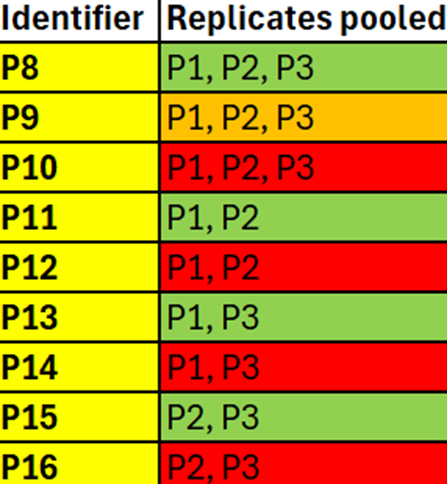 Identifier Replicates pooled
P8 P1, P2, P3
P9 P1, P2, P3
P10 P1, P2, P3
P11 P1, P2
P12 P1, P2
P13 P1, P3
P14 P1, P3
P15 P2, P3
P16 P2, P3